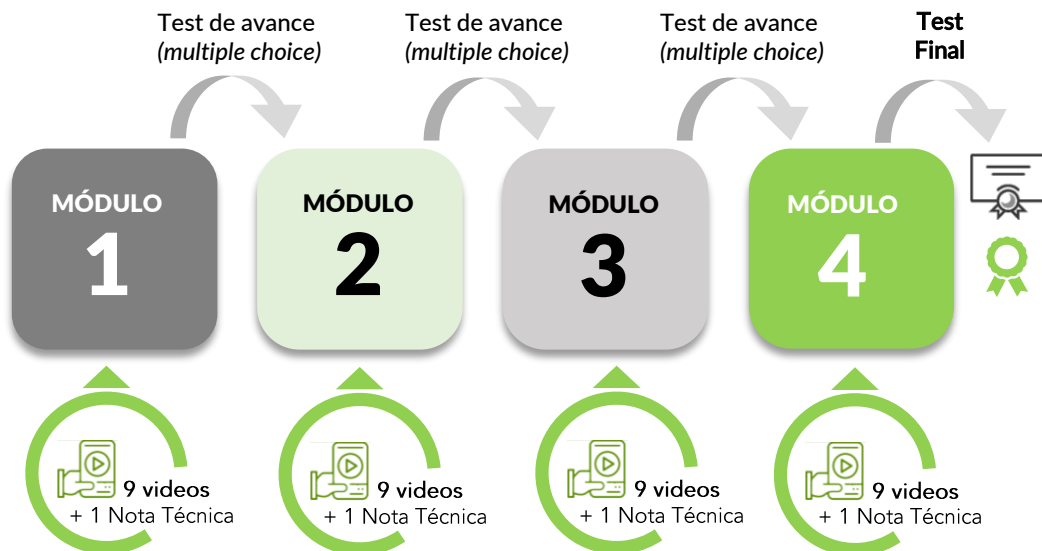 Test de avance
(multiple choice)
Test de avance
(multiple choice)
Test de avance
(multiple choice)
Test
Final
MÓDULO
1
MÓDULO
2
MÓDULO
3
MÓDULO
4
9 videos
+ 1 Nota Técnica
9 videos
+ 1 Nota Técnica
9 videos
+ 1 Nota Técnica
9 videos
+ 1 Nota Técnica